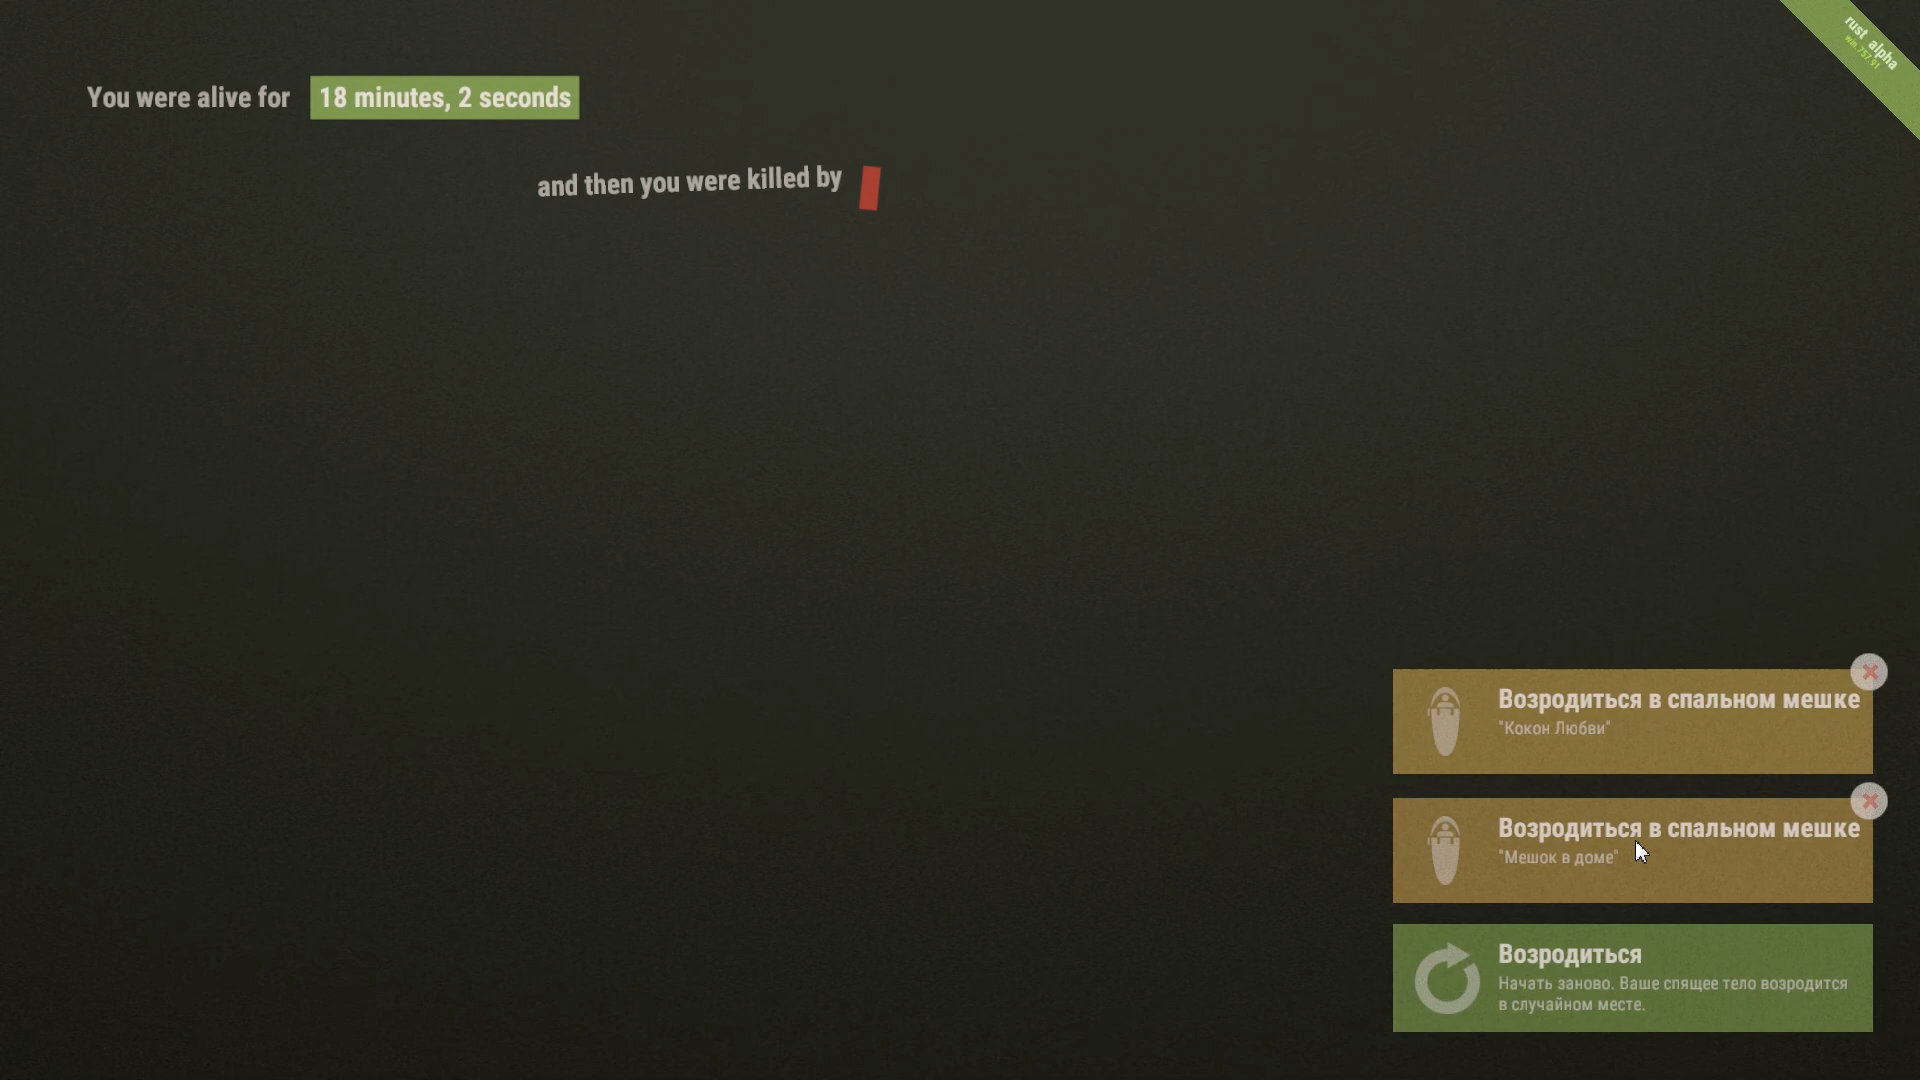 rust alpha
You were alive for 18 minutes, 2 seconds
and then you were killed by
Возродиться в спальном мешке
"Кокон Любви"
Возродиться в спальном мешке
"Мешок в доме"
Возродиться
Начать заново. Ваше спящее тело возродится
в случайном месте.